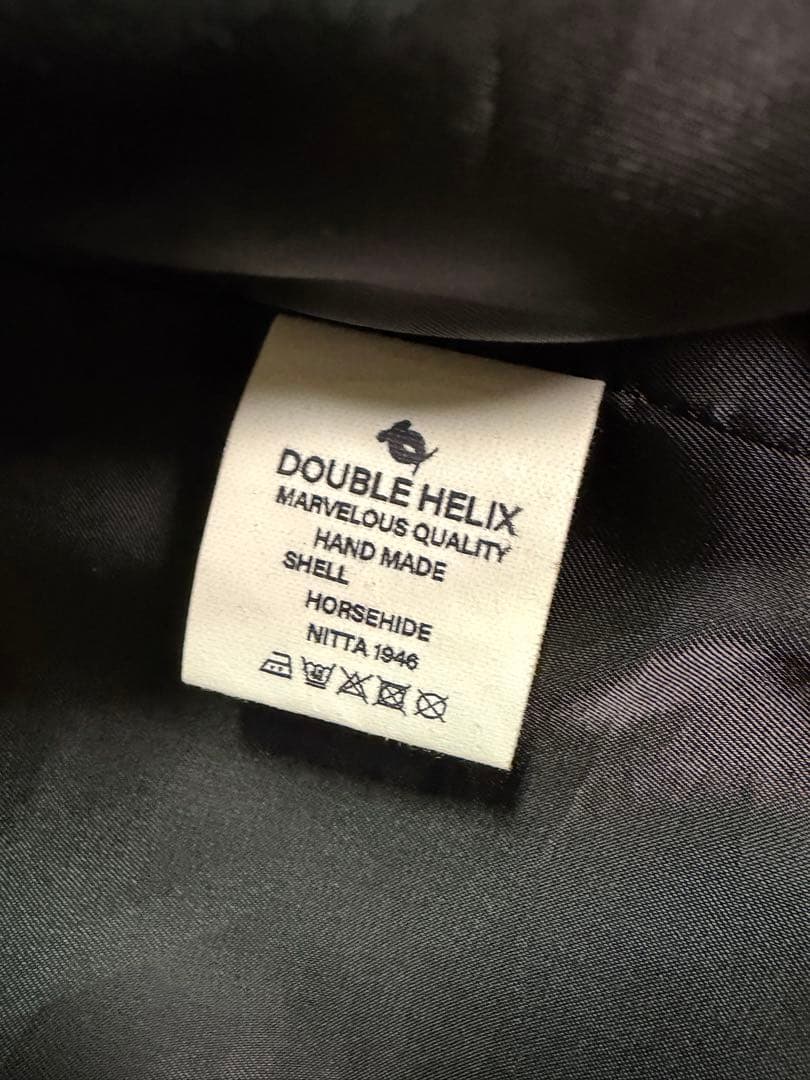 DOUBLE HELIX
MARVELOUS QUALITY
HAND MADE
SHELL
HORSEHIDE
NITTA 1946